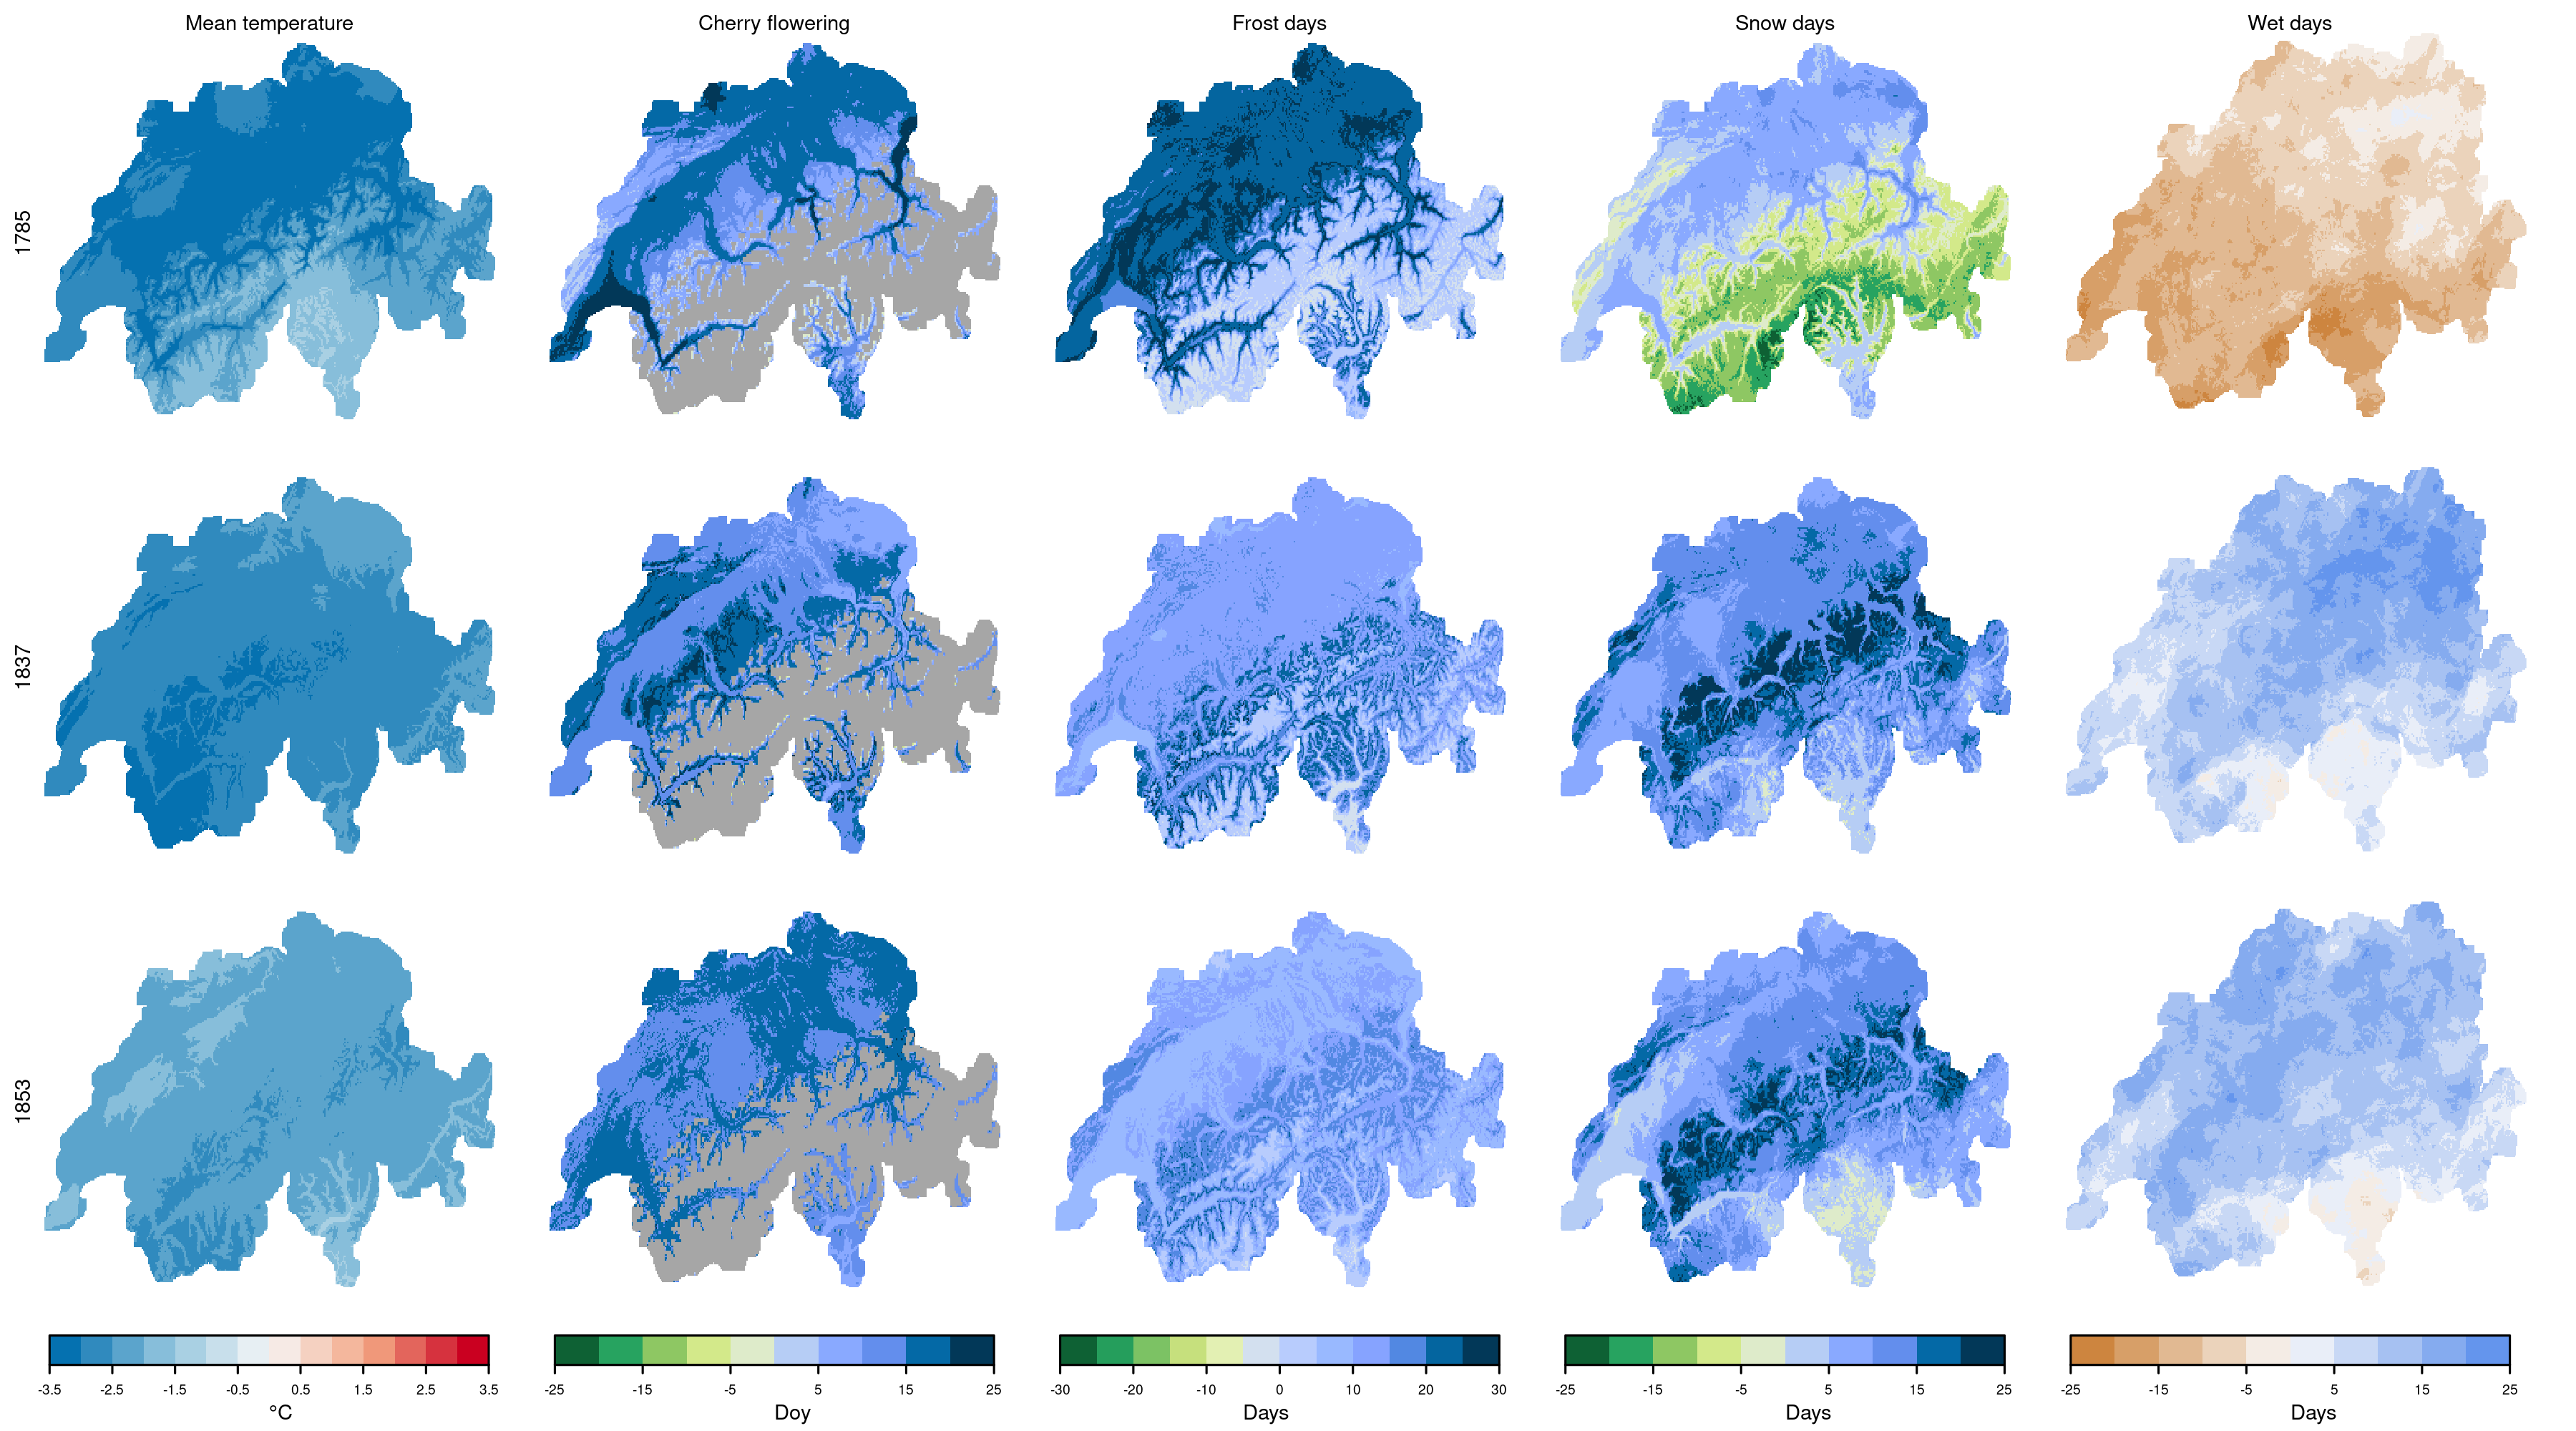 Mean temperature Cherry flowering Frost days Snow days Wet days
1785
1837
1853
-3.5 -2.5 -1.5 -0.5 0.5 1.5 2.5 3.5 -25 -15 -5 5 15 25 -30 -20 -10 0 10 20 30 -25 -15 -5 5 15 25 -25 -15 -5 5 15 25
°C Doy Days Days Days